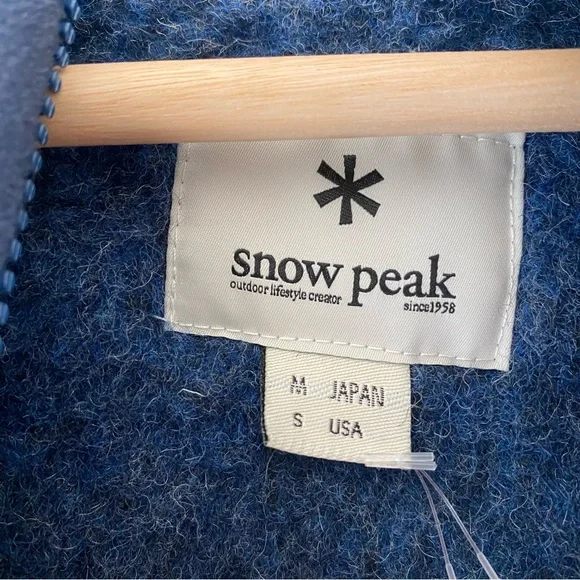 snow peak
outdoor lifestyle creator
since1958
M JAPAN
S USA